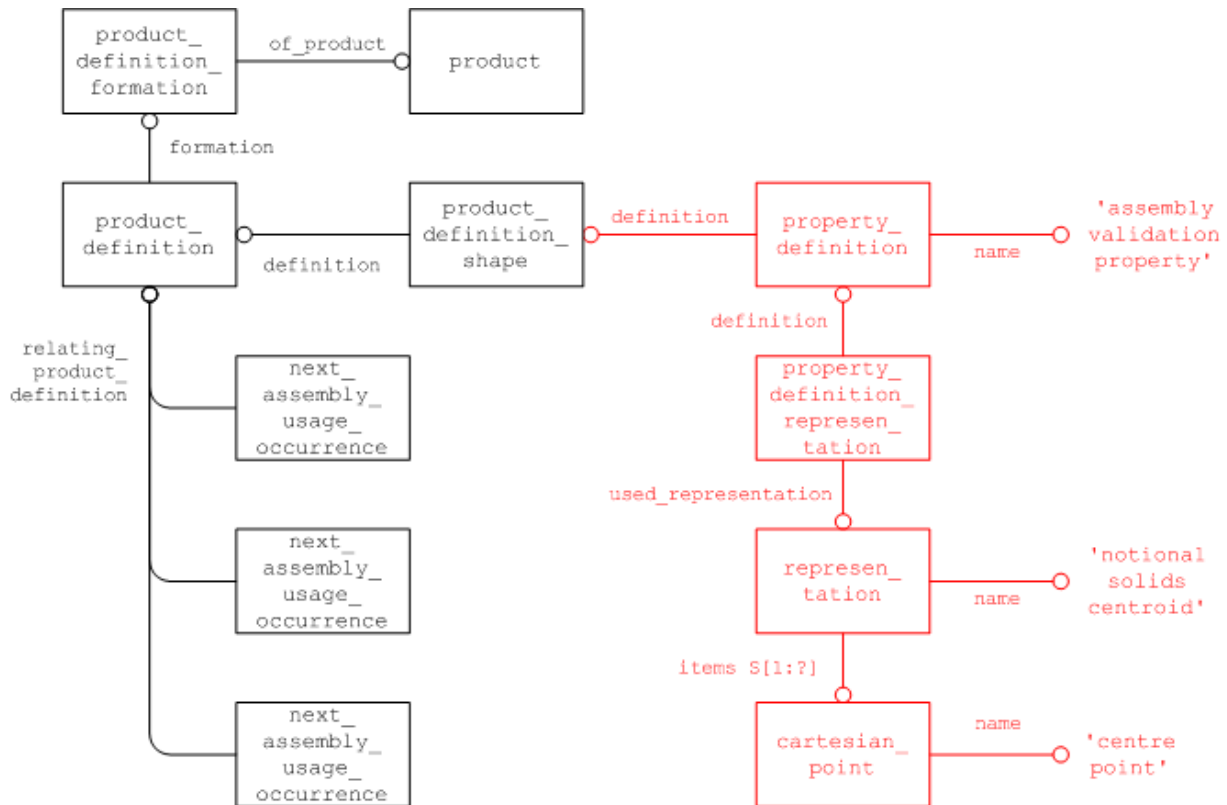 product_
definition_
formation
of_product
product
formation
product_
definition
definition
product_
definition_
shape
definition
property_
definition
name
'assembly
validation
property'
relating_
product_
definition
next_
assembly_
usage_
occurrence
definition
property_
definition_
represen_
tation
used_representation
next_
assembly_
usage_
occurrence
represen_
tation
name
'notional
solids
centroid'
items S[1:?]
next_
assembly_
usage_
occurrence
cartesian_
point
name
'centre
point'